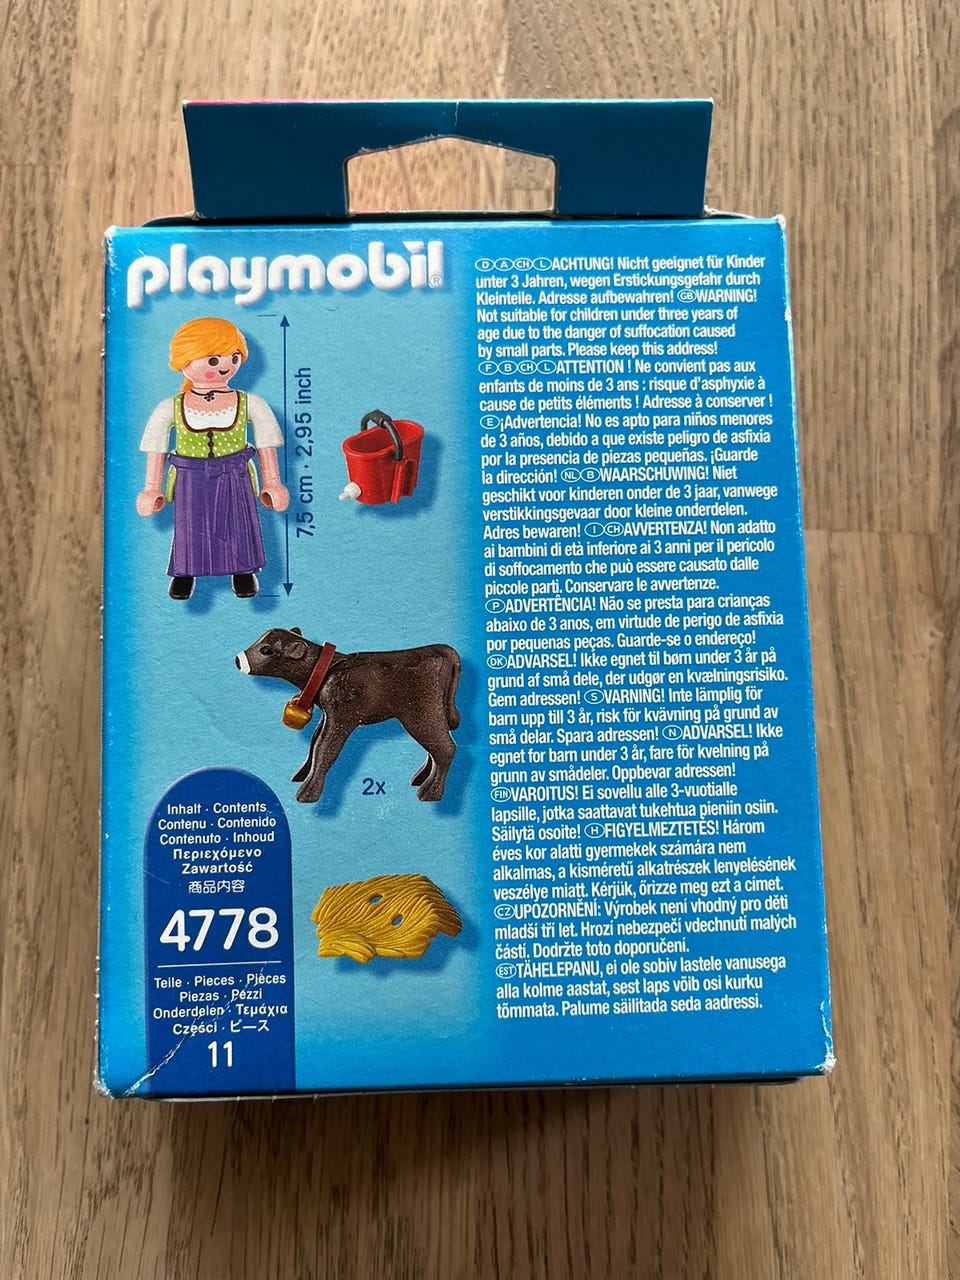 playmobil®
7,5 cm · 2,95 inch
2x
Inhalt · Contents
Contenu · Contenido
Contenuto · Inhoud
Περιεχόμενο
Zawartość
商品内容
4778
Teile · Pieces · Pièces
Piezas · Pezzi
Onderdelen · Τεμάχια
Części · ピース
11
D A CH L ACHTUNG! Nicht geeignet für Kinder
unter 3 Jahren, wegen Erstickungsgefahr durch
Kleinteile. Adresse aufbewahren! GB WARNING!
Not suitable for children under three years of
age due to the danger of suffocation caused
by small parts. Please keep this address!
F B CH L ATTENTION ! Ne convient pas aux
enfants de moins de 3 ans : risque d'asphyxie à
cause de petits éléments ! Adresse à conserver !
E ¡Advertencia! No es apto para niños menores
de 3 años, debido a que existe peligro de asfixia
por la presencia de piezas pequeñas. ¡Guarde
la dirección! NL B WAARSCHUWING! Niet
geschikt voor kinderen onder de 3 jaar, vanwege
verstikkingsgevaar door kleine onderdelen.
Adres bewaren! I CH AVVERTENZA! Non adatto
ai bambini di età inferiore ai 3 anni per il pericolo
di soffocamento che può essere causato dalle
piccole parti. Conservare le avvertenze.
P ADVERTÊNCIA! Não se presta para crianças
abaixo de 3 anos, em virtude de perigo de asfixia
por pequenas peças. Guarde-se o endereço!
DK ADVARSEL! Ikke egnet til børn under 3 år på
grund af små dele, der udgør en kvælningsrisiko.
Gem adressen! S VARNING! Inte lämplig för
barn upp till 3 år, risk för kvävning på grund av
små delar. Spara adressen! N ADVARSEL! Ikke
egnet for barn under 3 år, fare för kvelning på
grunn av smådeler. Oppbevar adressen!
FIN VAROITUS! Ei sovellu alle 3-vuotialle
lapsille, jotka saattavat tukehtua pieniin osiin.
Säilytä osoite! H FIGYELMEZTETÉS! Három
éves kor alatti gyermekek számára nem
alkalmas, a kisméretű alkatrészek lenyelésének
veszélye miatt. Kérjük, őrizze meg ezt a címet.
CZ UPOZORNĚNÍ: Výrobek není vhodný pro děti
mladší tří let. Hrozí nebezpečí vdechnutí malých
částí. Dodržte toto doporučení.
EST TÄHELEPANU, ei ole sobiv lastele vanusega
alla kolme aastat, sest laps võib osi kurku
tõmmata. Palume säilitada seda aadressi.